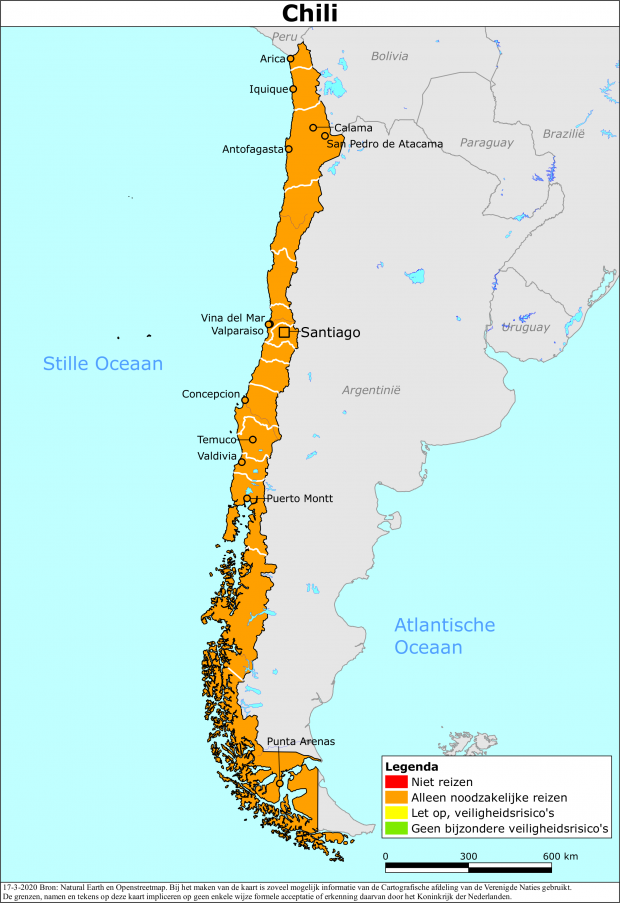 Chili
Peru
Bolivia
Arica
Iquique
Calama
San Pedro de Atacama
Antofagasta
Paraguay
Brazilië
Vina del Mar
Valparaiso
Santiago
Uruguay
Stille Oceaan
Argentinië
Concepcion
Temuco
Valdivia
Puerto Montt
Atlantische
Oceaan
Punta Arenas
Legenda
Niet reizen
Alleen noodzakelijke reizen
Let op, veiligheidsrisico's
Geen bijzondere veiligheidsrisico's
0 300 600 km
17-3-2020 Bron: Natural Earth en Openstreetmap. Bij het maken van de kaart is zoveel mogelijk informatie van de Cartografische afdeling van de Verenigde Naties gebruikt.
De grenzen, namen en tekens op deze kaart impliceren op geen enkele wijze formele acceptatie of erkenning daarvan door het Koninkrijk der Nederlanden.